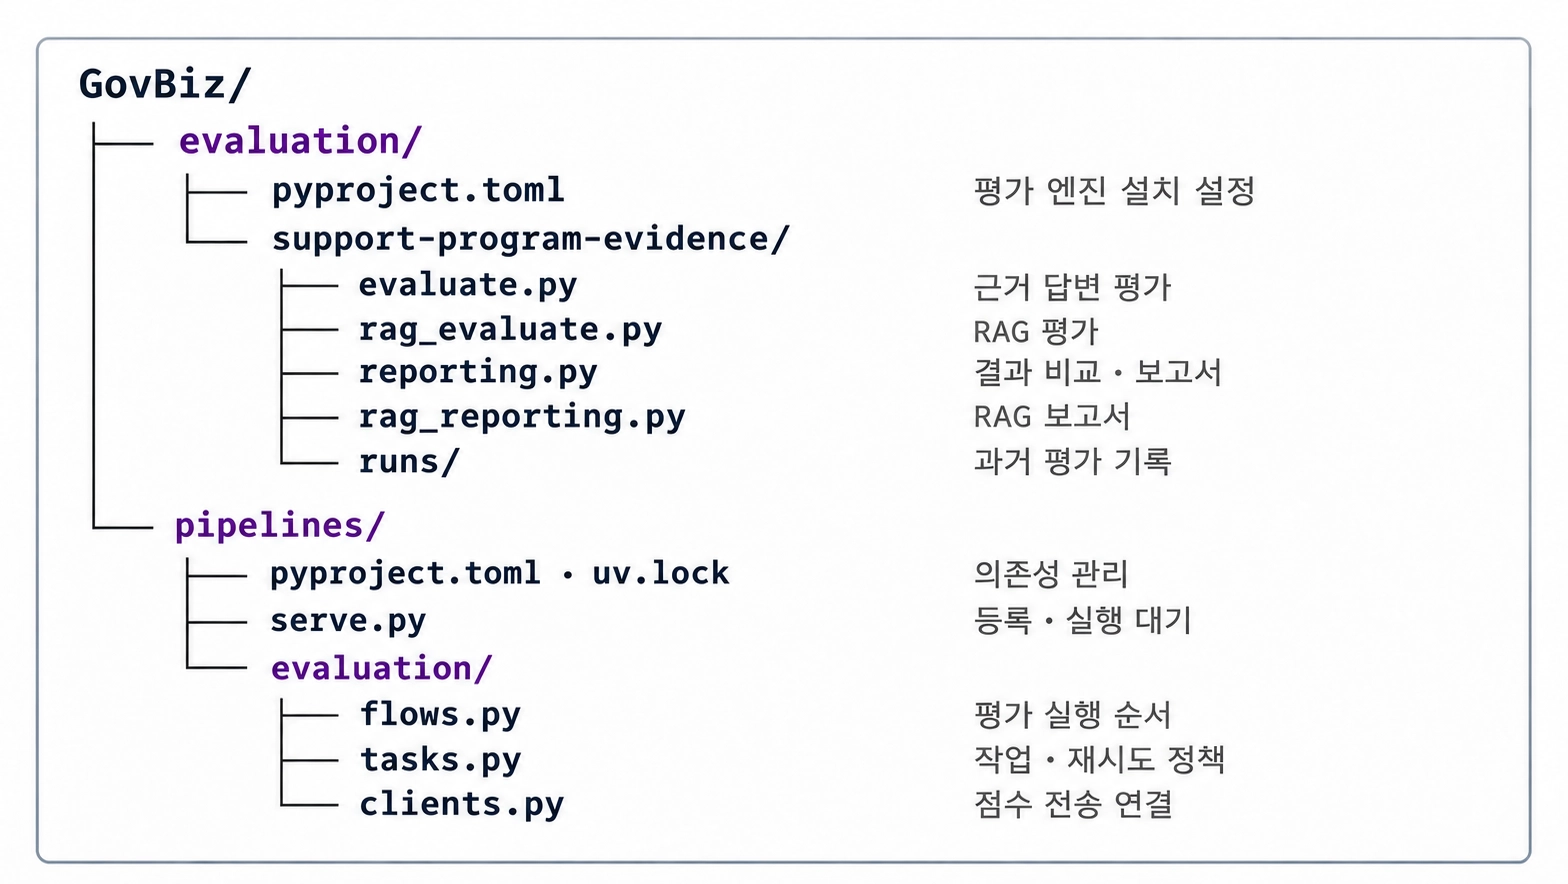 GovBiz/
evaluation/
pyproject.toml 평가 엔진 설치 설정
support-program-evidence/
evaluate.py 근거 답변 평가
rag_evaluate.py RAG 평가
reporting.py 결과 비교 · 보고서
rag_reporting.py RAG 보고서
runs/ 과거 평가 기록
pipelines/
pyproject.toml · uv.lock 의존성 관리
serve.py 등록 · 실행 대기
evaluation/
flows.py 평가 실행 순서
tasks.py 작업 · 재시도 정책
clients.py 점수 전송 연결